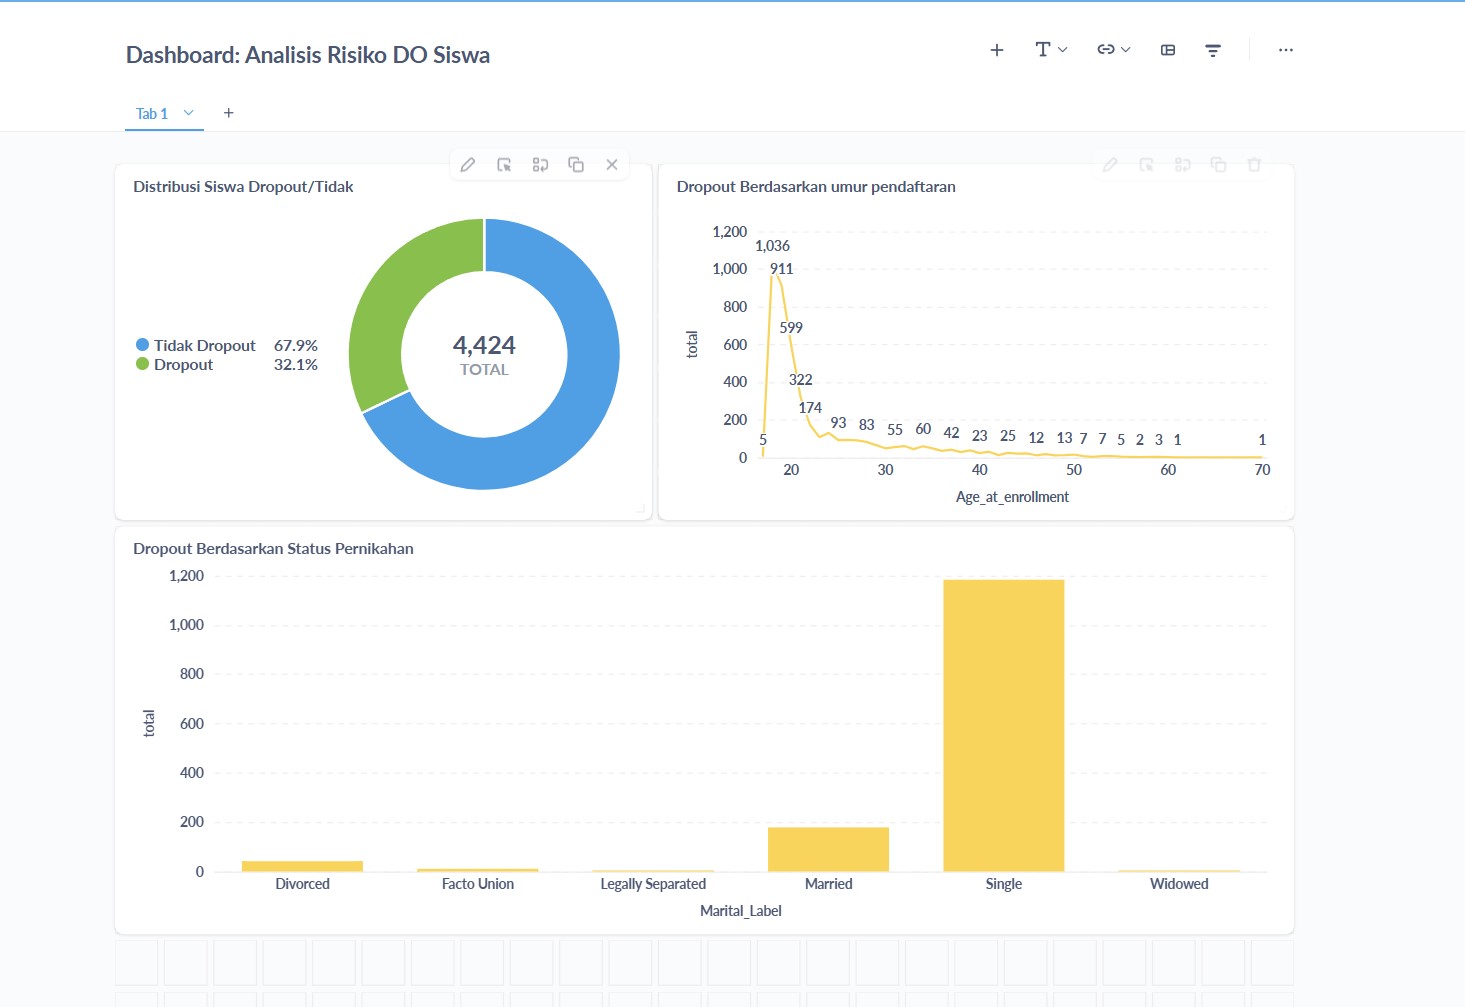 Dashboard: Analisis Risiko DO Siswa
Tab 1
Distribusi Siswa Dropout/Tidak
Tidak Dropout 67.9%
Dropout 32.1%
4,424
TOTAL
Dropout Berdasarkan umur pendaftaran
total
1,200
1,000
800
600
400
200
0
5
1,036
911
599
322
174
93
83
55
60
42
23
25
12
13
7
7
5
2
3
1
1
20 30 40 50 60 70
Age_at_enrollment
Dropout Berdasarkan Status Pernikahan
total
1,200
1,000
800
600
400
200
0
Divorced Facto Union Legally Separated Married Single Widowed
Marital_Label